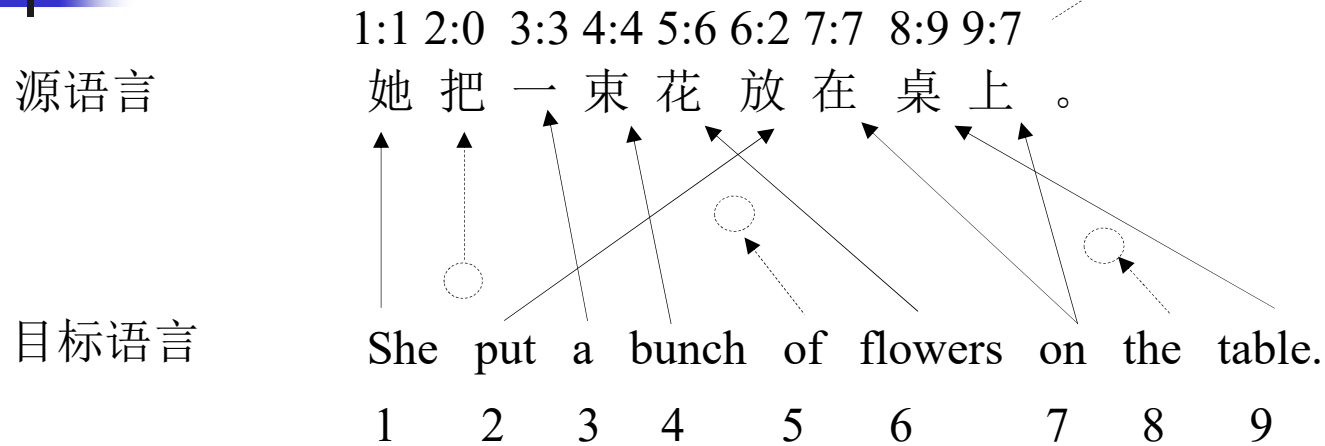 1:1 2:0 3:3 4:4 5:6 6:2 7:7 8:9 9:7
源语言 她 把 一 束 花 放 在 桌 上 。
目标语言 She put a bunch of flowers on the table.
1 2 3 4 5 6 7 8 9